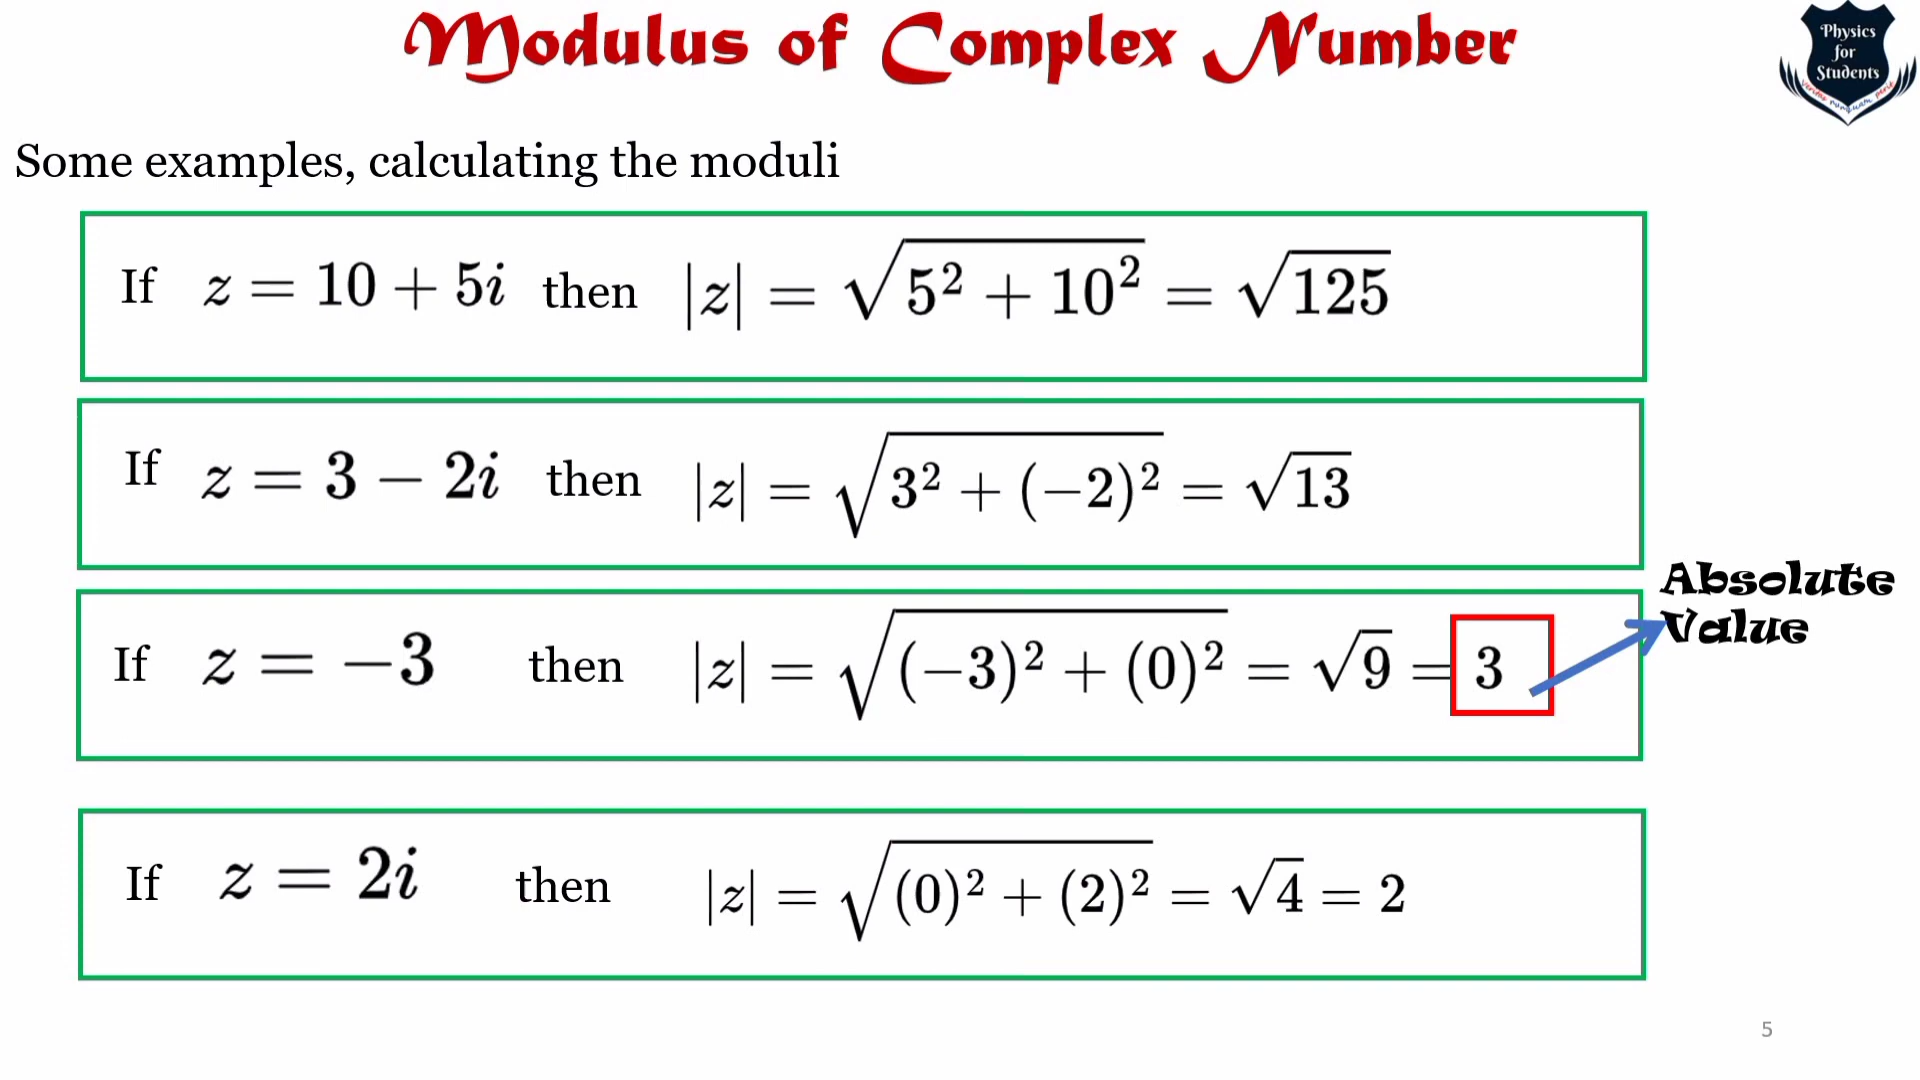 Modulus of Complex Number
Physics
for
Students
Some examples, calculating the moduli
If z = 10 + 5i then |z| = √(5² + 10²) = √125
If z = 3 − 2i then |z| = √(3² + (−2)²) = √13
Absolute
Value
If z = −3 then |z| = √((−3)² + (0)²) = √9 = 3
If z = 2i then |z| = √((0)² + (2)²) = √4 = 2
5